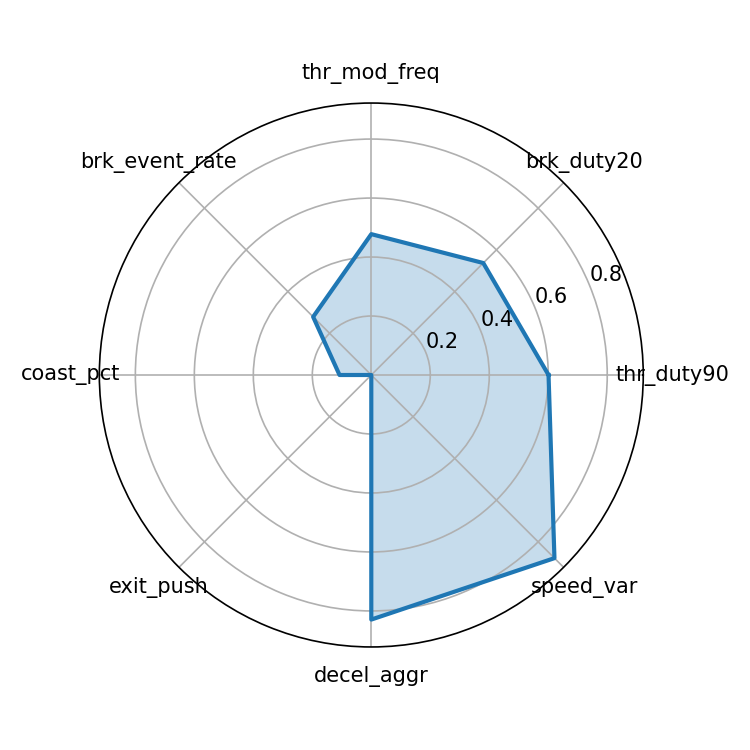 thr_mod_freq
brk_event_rate
brk_duty20
0.8
0.6
0.4
0.2
coast_pct
thr_duty90
exit_push
speed_var
decel_aggr